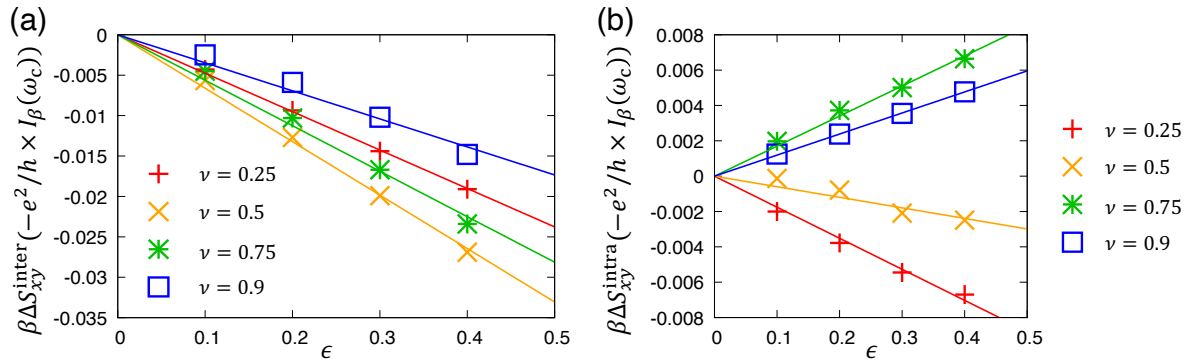 (a)
βΔS_{xy}^{inter}(−e²/h × I_β(ω_c))
0
-0.005
-0.01
-0.015
-0.02
-0.025
-0.03
-0.035
ν = 0.25
ν = 0.5
ν = 0.75
ν = 0.9
0 0.1 0.2 0.3 0.4 0.5
ϵ
(b)
βΔS_{xy}^{intra}(−e²/h × I_β(ω_c))
0.008
0.006
0.004
0.002
0
-0.002
-0.004
-0.006
-0.008
0 0.1 0.2 0.3 0.4 0.5
ϵ
ν = 0.25
ν = 0.5
ν = 0.75
ν = 0.9